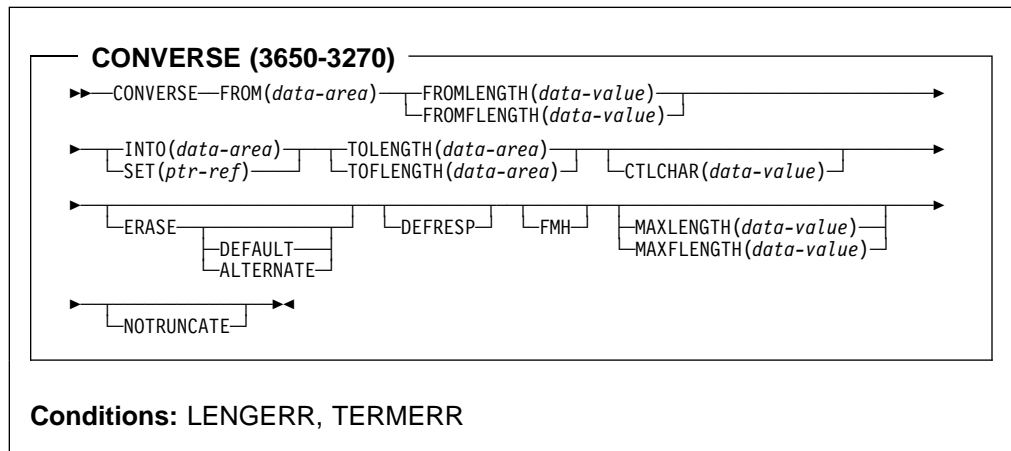 CONVERSE (3650-3270)
CONVERSE FROM(data-area) FROMLENGTH(data-value)
FROMFLENGTH(data-value)
INTO(data-area) TOLENGTH(data-area)
SET(ptr-ref) TOFLENGTH(data-area) CTLCHAR(data-value)
ERASE DEFRESP FMH MAXLENGTH(data-value)
DEFAULT MAXFLENGTH(data-value)
ALTERNATE
NOTRUNCATE
Conditions: LENGERR, TERMERR